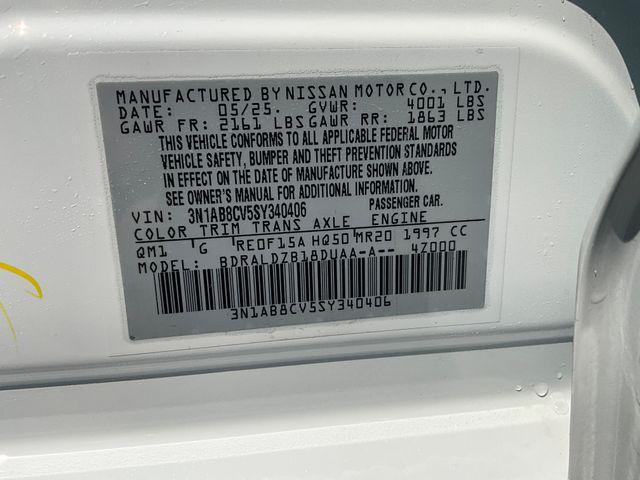 MANUFACTURED BY NISSAN MOTOR CO., LTD.
DATE: 05/25. GVWR: 4001 LBS
GAWR FR: 2161 LBS GAWR RR: 1863 LBS
THIS VEHICLE CONFORMS TO ALL APPLICABLE FEDERAL MOTOR
VEHICLE SAFETY, BUMPER AND THEFT PREVENTION STANDARDS
IN EFFECT ON THE DATE OF MANUFACTURE SHOWN ABOVE.
SEE OWNER'S MANUAL FOR ADDITIONAL INFORMATION.
VIN: 3N1AB8CV5SY340406 PASSENGER CAR.
COLOR TRIM TRANS AXLE ENGINE
QM1 G RE0F15A HQ50 MR20 1997 CC
MODEL: BDRALDZB18DUAA-A-- 4Z000
3N1AB8CV5SY340406